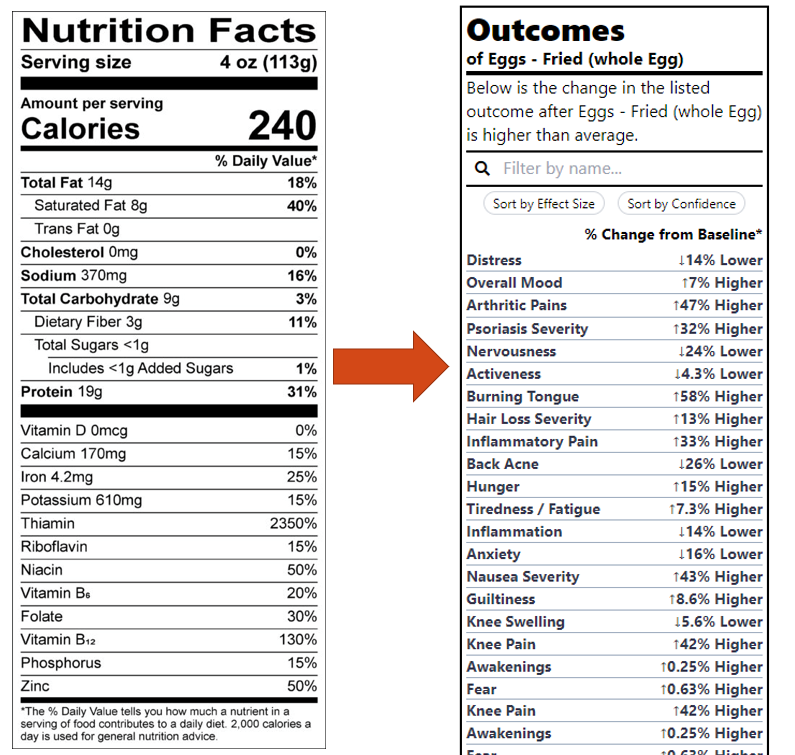 Nutrition Facts
Serving size 4 oz (113g)
Amount per serving
Calories 240
% Daily Value*
Total Fat 14g 18%
Saturated Fat 8g 40%
Trans Fat 0g
Cholesterol 0mg 0%
Sodium 370mg 16%
Total Carbohydrate 9g 3%
Dietary Fiber 3g 11%
Total Sugars <1g
Includes <1g Added Sugars 1%
Protein 19g 31%
Vitamin D 0mcg 0%
Calcium 170mg 15%
Iron 4.2mg 25%
Potassium 610mg 15%
Thiamin 2350%
Riboflavin 15%
Niacin 50%
Vitamin B₆ 20%
Folate 30%
Vitamin B₁₂ 130%
Phosphorus 15%
Zinc 50%
*The % Daily Value tells you how much a nutrient in a
serving of food contributes to a daily diet. 2,000 calories a
day is used for general nutrition advice.
Outcomes
of Eggs - Fried (whole Egg)
Below is the change in the listed
outcome after Eggs - Fried (whole Egg)
is higher than average.
Filter by name...
Sort by Effect Size Sort by Confidence
% Change from Baseline*
Distress ↓14% Lower
Overall Mood ↑7% Higher
Arthritic Pains ↑47% Higher
Psoriasis Severity ↑32% Higher
Nervousness ↓24% Lower
Activeness ↓4.3% Lower
Burning Tongue ↑58% Higher
Hair Loss Severity ↑13% Higher
Inflammatory Pain ↑33% Higher
Back Acne ↓26% Lower
Hunger ↑15% Higher
Tiredness / Fatigue ↑7.3% Higher
Inflammation ↓14% Lower
Anxiety ↓16% Lower
Nausea Severity ↑43% Higher
Guiltiness ↑8.6% Higher
Knee Swelling ↓5.6% Lower
Knee Pain ↑42% Higher
Awakenings ↑0.25% Higher
Fear ↑0.63% Higher
Knee Pain ↑42% Higher
Awakenings ↑0.25% Higher
Fear ↑0.63% Higher